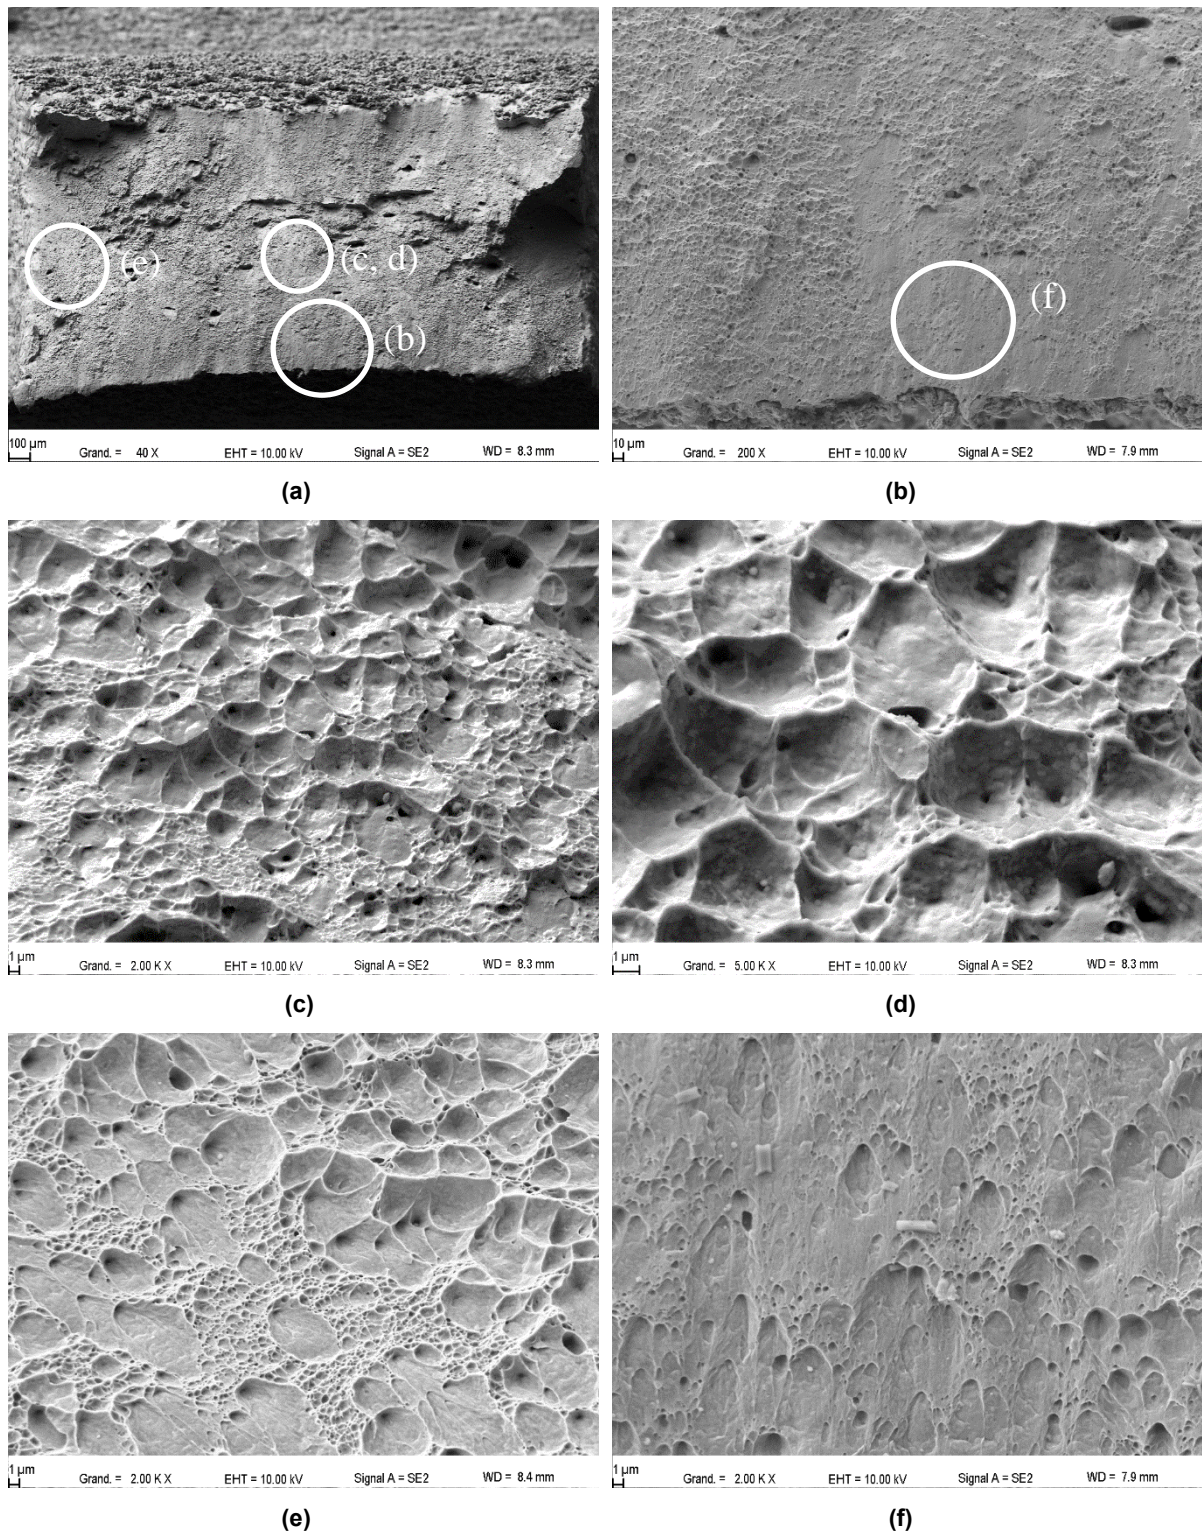 (e)
(c, d)
(b)
100 µm
Grand. = 40 X EHT = 10.00 kV Signal A = SE2 WD = 8.3 mm
(a)
(f)
10 µm
Grand. = 200 X EHT = 10.00 kV Signal A = SE2 WD = 7.9 mm
(b)
1 µm
Grand. = 2.00 K X EHT = 10.00 kV Signal A = SE2 WD = 8.3 mm
(c)
1 µm
Grand. = 5.00 K X EHT = 10.00 kV Signal A = SE2 WD = 8.3 mm
(d)
1 µm
Grand. = 2.00 K X EHT = 10.00 kV Signal A = SE2 WD = 8.4 mm
(e)
1 µm
Grand. = 2.00 K X EHT = 10.00 kV Signal A = SE2 WD = 7.9 mm
(f)